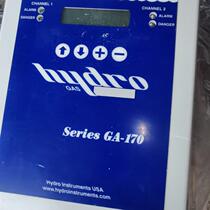 CHANNEL 1
ALARM
DANGER
CHANNEL 2
ALARM
DANGER
hydro
GAS
Series GA-170
Hydro Instruments USA
www.hydroinstruments.com